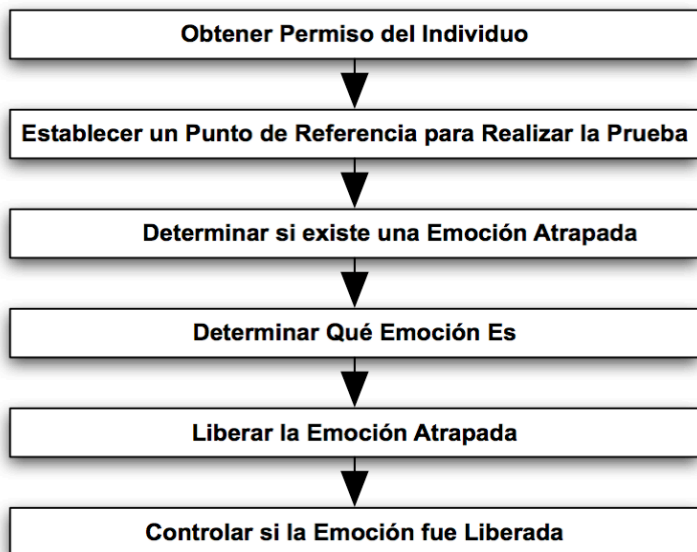 Obtener Permiso del Individuo
Establecer un Punto de Referencia para Realizar la Prueba
Determinar si existe una Emoción Atrapada
Determinar Qué Emoción Es
Liberar la Emoción Atrapada
Controlar si la Emoción fue Liberada